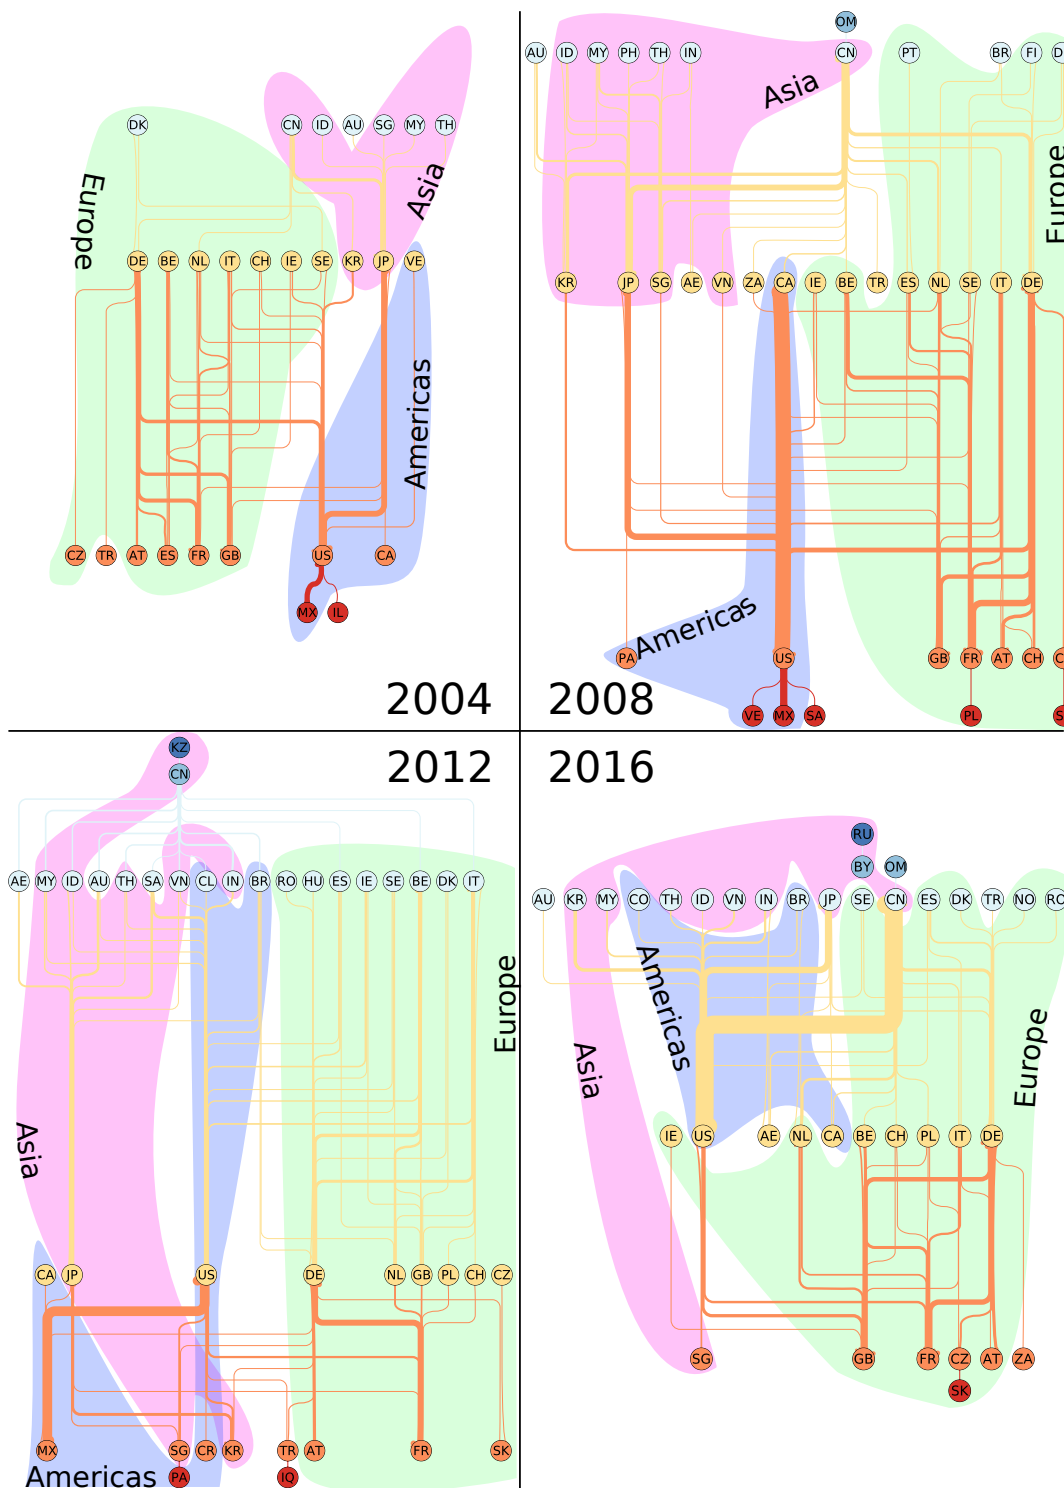 DK CN ID AU SG MY TH
Europe
Asia
DE BE NL IT CH IE SE KR JP VE
Americas
CZ TR AT ES FR GB US CA
MX IL
2004
OM
AU ID MY PH TH IN CN PT BR FI
Asia
Europe
KR JP SG AE VN ZA CA IE BE TR ES NL SE IT DE
Americas
PA US GB FR AT CH
VE MX SA PL
2008
2012
KZ
CN
AE MY ID AU TH SA VN CL IN BR RO HU ES IE SE BE DK IT
Europe
Asia
CA JP US DE NL GB PL CH CZ
MX SG CR KR TR AT FR SK
Americas PA IQ
2016
RU
BY OM
AU KR MY CO TH ID VN IN BR JP SE CN ES DK TR NO RO
Americas
Asia
Europe
IE US AE NL CA BE CH PL IT DE
SG GB FR CZ AT ZA
SK